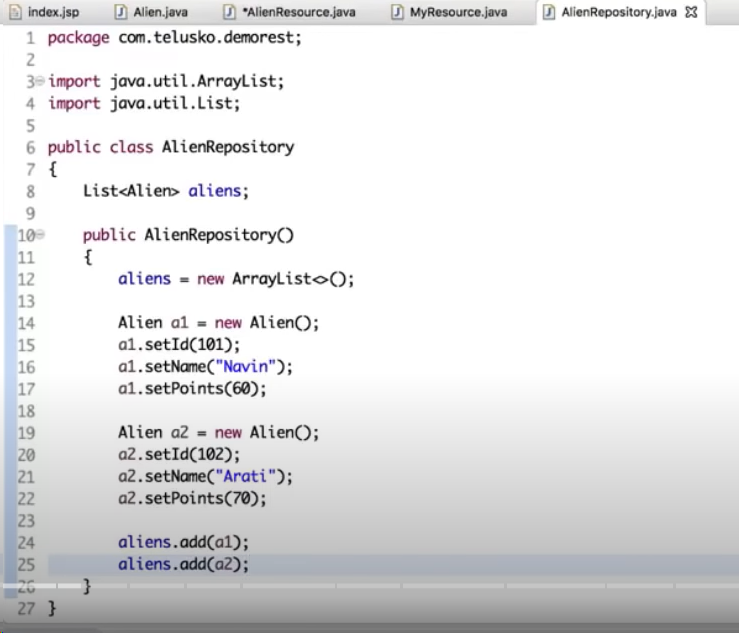 index.jsp Alien.java *AlienResource.java MyResource.java AlienRepository.java
1 package com.telusko.demorest;
2
3 import java.util.ArrayList;
4 import java.util.List;
5
6 public class AlienRepository
7 {
8 List<Alien> aliens;
9
10 public AlienRepository()
11 {
12 aliens = new ArrayList<>();
13
14 Alien a1 = new Alien();
15 a1.setId(101);
16 a1.setName("Navin");
17 a1.setPoints(60);
18
19 Alien a2 = new Alien();
20 a2.setId(102);
21 a2.setName("Arati");
22 a2.setPoints(70);
23
24 aliens.add(a1);
25 aliens.add(a2);
26 }
27 }